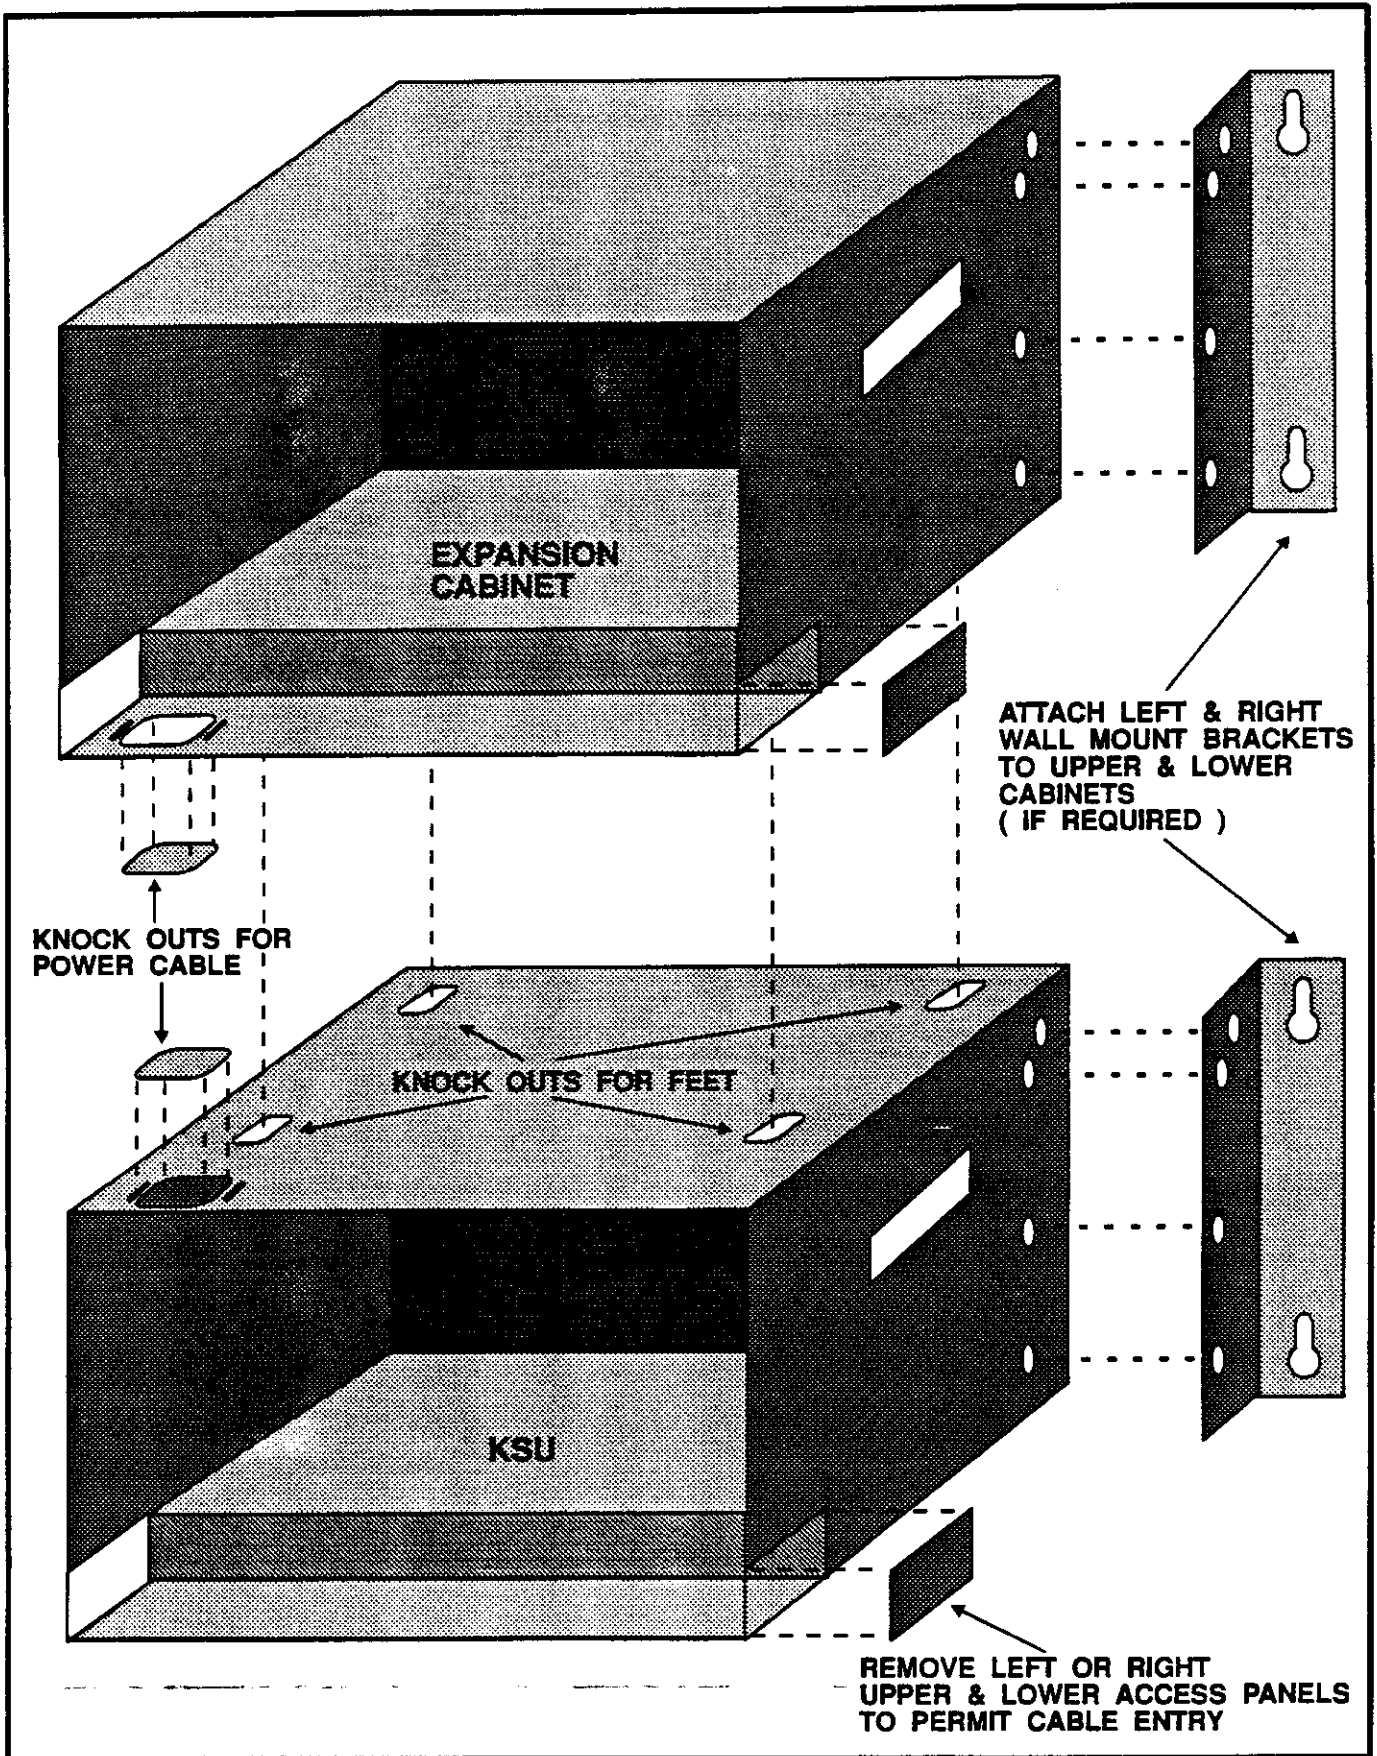 EXPANSION
CABINET
ATTACH LEFT & RIGHT
WALL MOUNT BRACKETS
TO UPPER & LOWER
CABINETS
( IF REQUIRED )
KNOCK OUTS FOR
POWER CABLE
KNOCK OUTS FOR FEET
KSU
REMOVE LEFT OR RIGHT
UPPER & LOWER ACCESS PANELS
TO PERMIT CABLE ENTRY